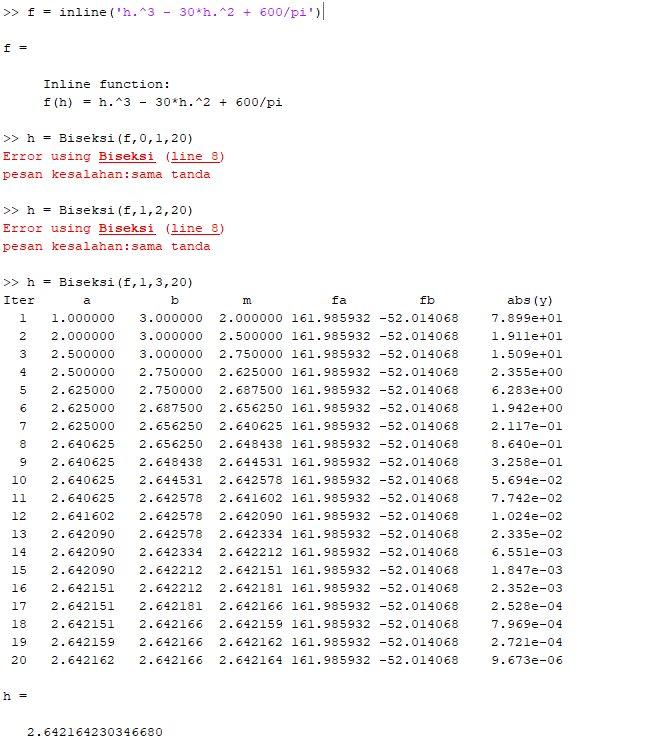 >> f = inline('h.^3 - 30*h.^2 + 600/pi')
f =
Inline function:
f(h) = h.^3 - 30*h.^2 + 600/pi
>> h = Biseksi(f,0,1,20)
Error using Biseksi (line 8)
pesan kesalahan:sama tanda
>> h = Biseksi(f,1,2,20)
Error using Biseksi (line 8)
pesan kesalahan:sama tanda
>> h = Biseksi(f,1,3,20)
Iter a b m fa fb abs(y)
1 1.000000 3.000000 2.000000 161.985932 -52.014068 7.899e+01
2 2.000000 3.000000 2.500000 161.985932 -52.014068 1.911e+01
3 2.500000 3.000000 2.750000 161.985932 -52.014068 1.509e+01
4 2.500000 2.750000 2.625000 161.985932 -52.014068 2.355e+00
5 2.625000 2.750000 2.687500 161.985932 -52.014068 6.283e+00
6 2.625000 2.687500 2.656250 161.985932 -52.014068 1.942e+00
7 2.625000 2.656250 2.640625 161.985932 -52.014068 2.117e-01
8 2.640625 2.656250 2.648438 161.985932 -52.014068 8.640e-01
9 2.640625 2.648438 2.644531 161.985932 -52.014068 3.258e-01
10 2.640625 2.644531 2.642578 161.985932 -52.014068 5.694e-02
11 2.640625 2.642578 2.641602 161.985932 -52.014068 7.742e-02
12 2.641602 2.642578 2.642090 161.985932 -52.014068 1.024e-02
13 2.642090 2.642578 2.642334 161.985932 -52.014068 2.335e-02
14 2.642090 2.642334 2.642212 161.985932 -52.014068 6.551e-03
15 2.642090 2.642212 2.642151 161.985932 -52.014068 1.847e-03
16 2.642151 2.642212 2.642181 161.985932 -52.014068 2.352e-03
17 2.642151 2.642181 2.642166 161.985932 -52.014068 2.528e-04
18 2.642151 2.642166 2.642159 161.985932 -52.014068 7.969e-04
19 2.642159 2.642166 2.642162 161.985932 -52.014068 2.721e-04
20 2.642162 2.642166 2.642164 161.985932 -52.014068 9.673e-06
h =
2.642164230346680